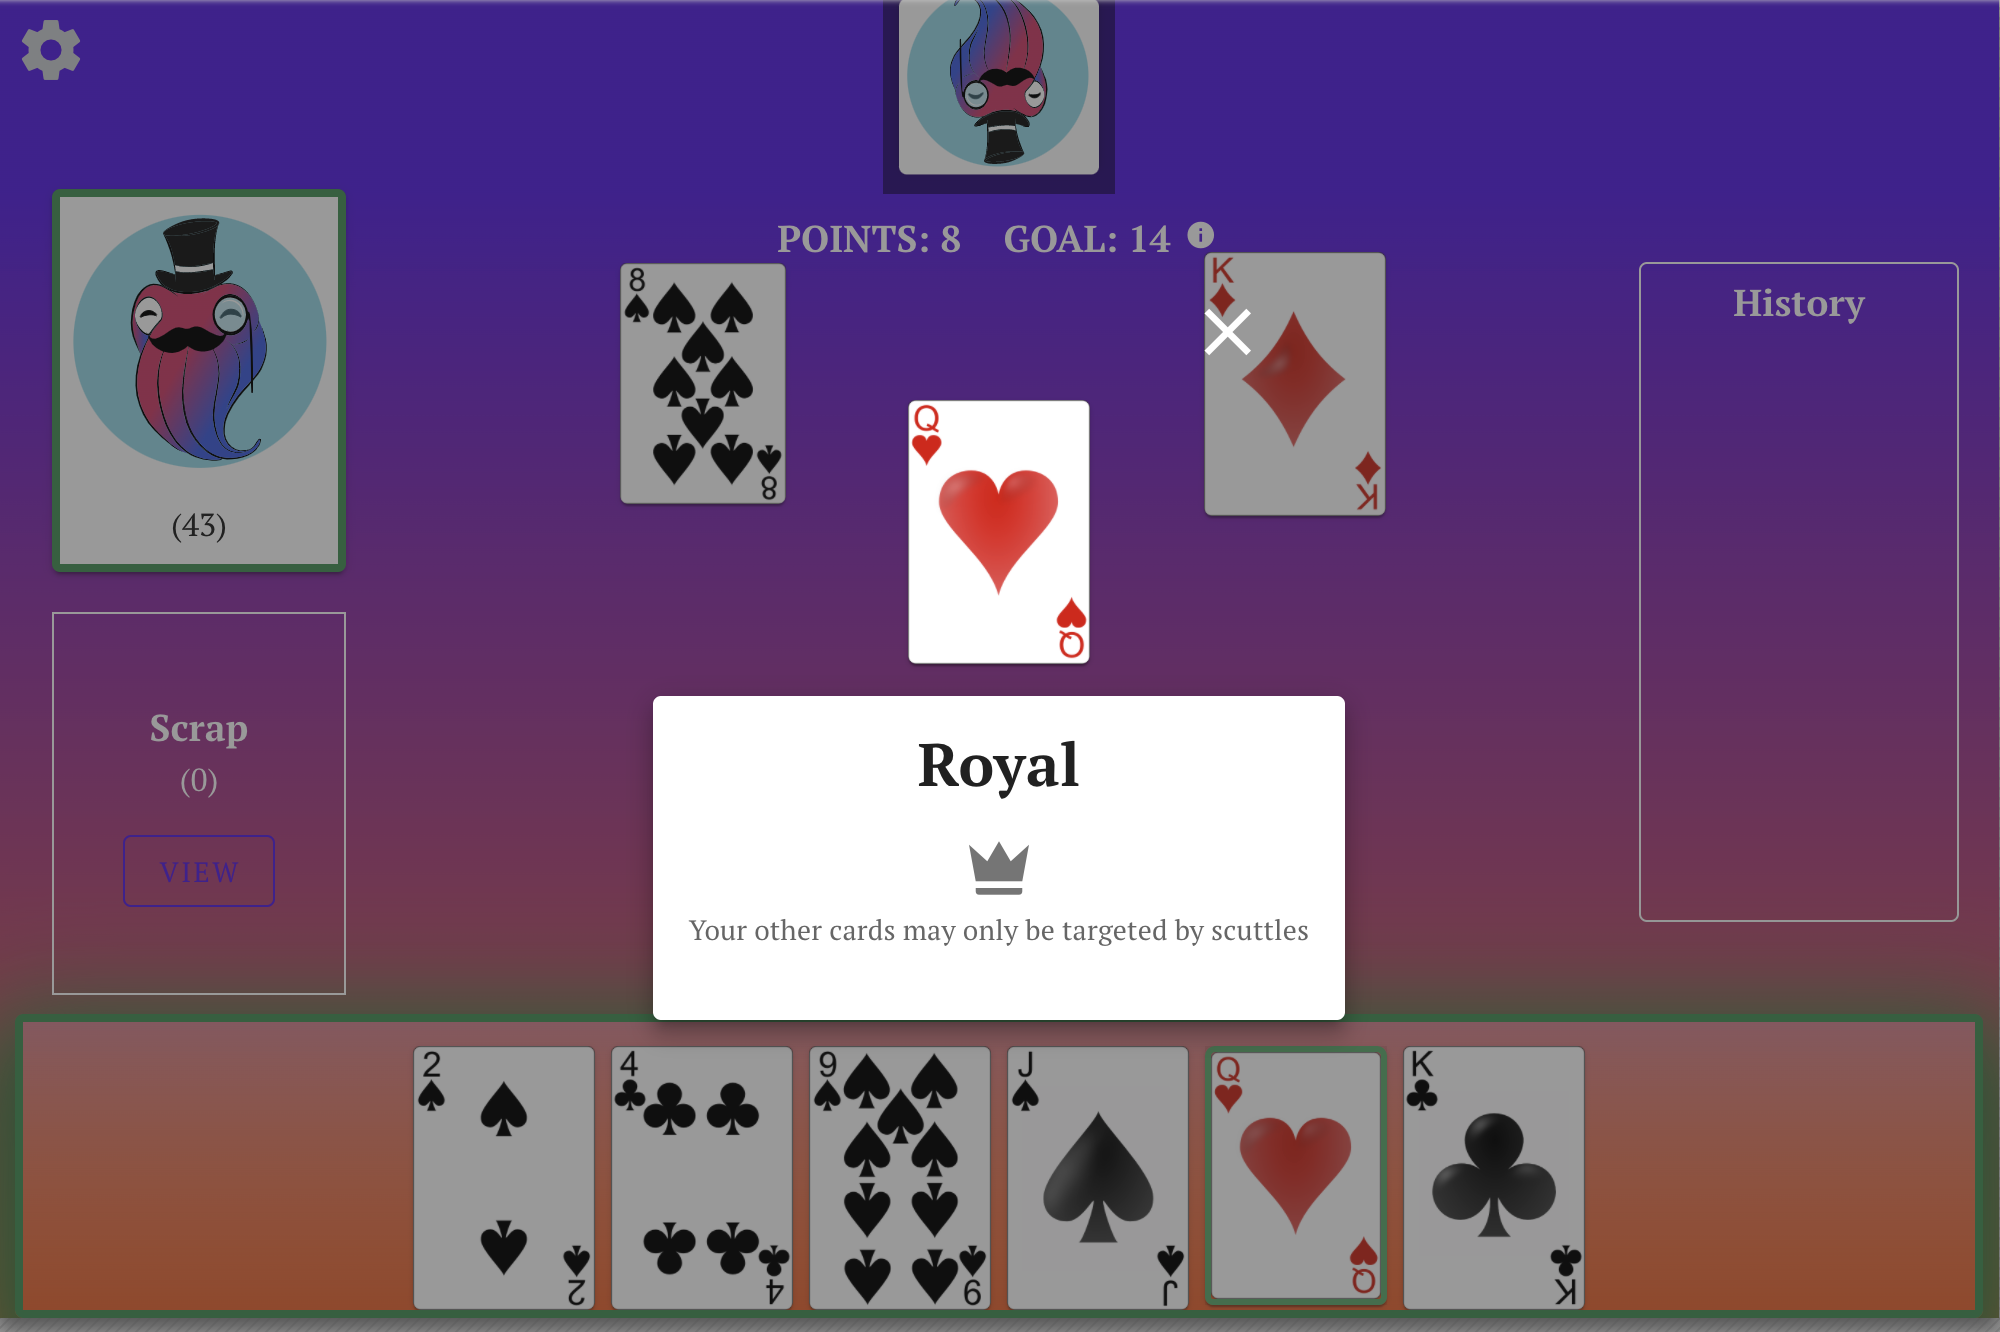 POINTS: 8 GOAL: 14
8
8
K
K
History
(43)
Q
Q
Scrap
(0)
VIEW
Royal
Your other cards may only be targeted by scuttles
2
2
4
4
9
9
J
J
Q
Q
K
K